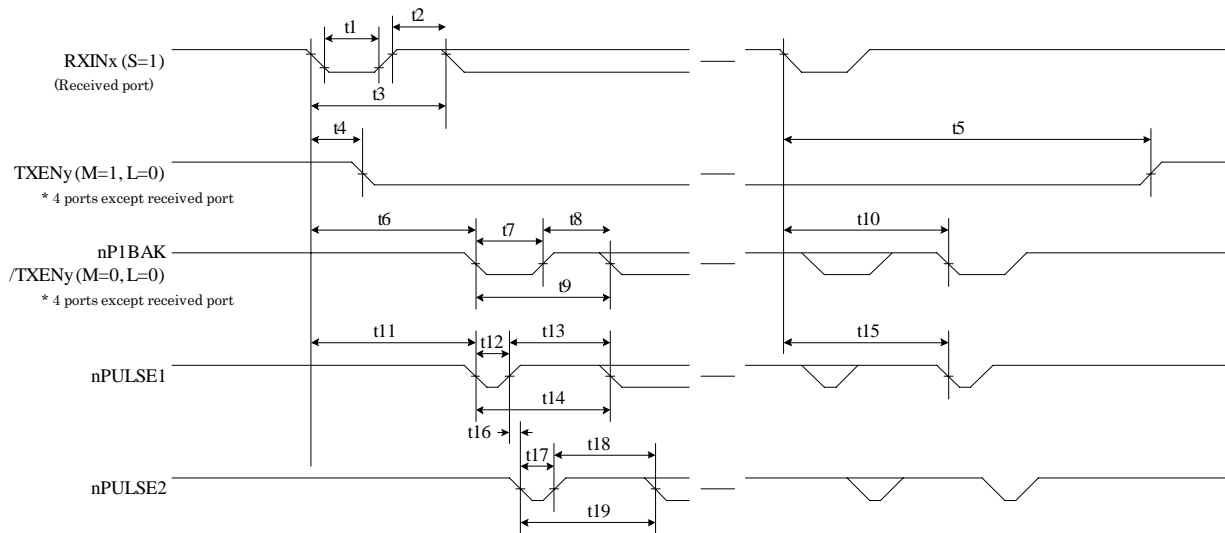 t1
t2
RXINx (S=1)
(Received port)
t3
t4
t5
TXENy (M=1, L=0)
* 4 ports except received port
t6
t7
t8
t10
nP1BAK
/TXENy (M=0, L=0)
* 4 ports except received port
t9
t11
t12
t13
t15
nPULSE1
t14
t16
t17
t18
nPULSE2
t19